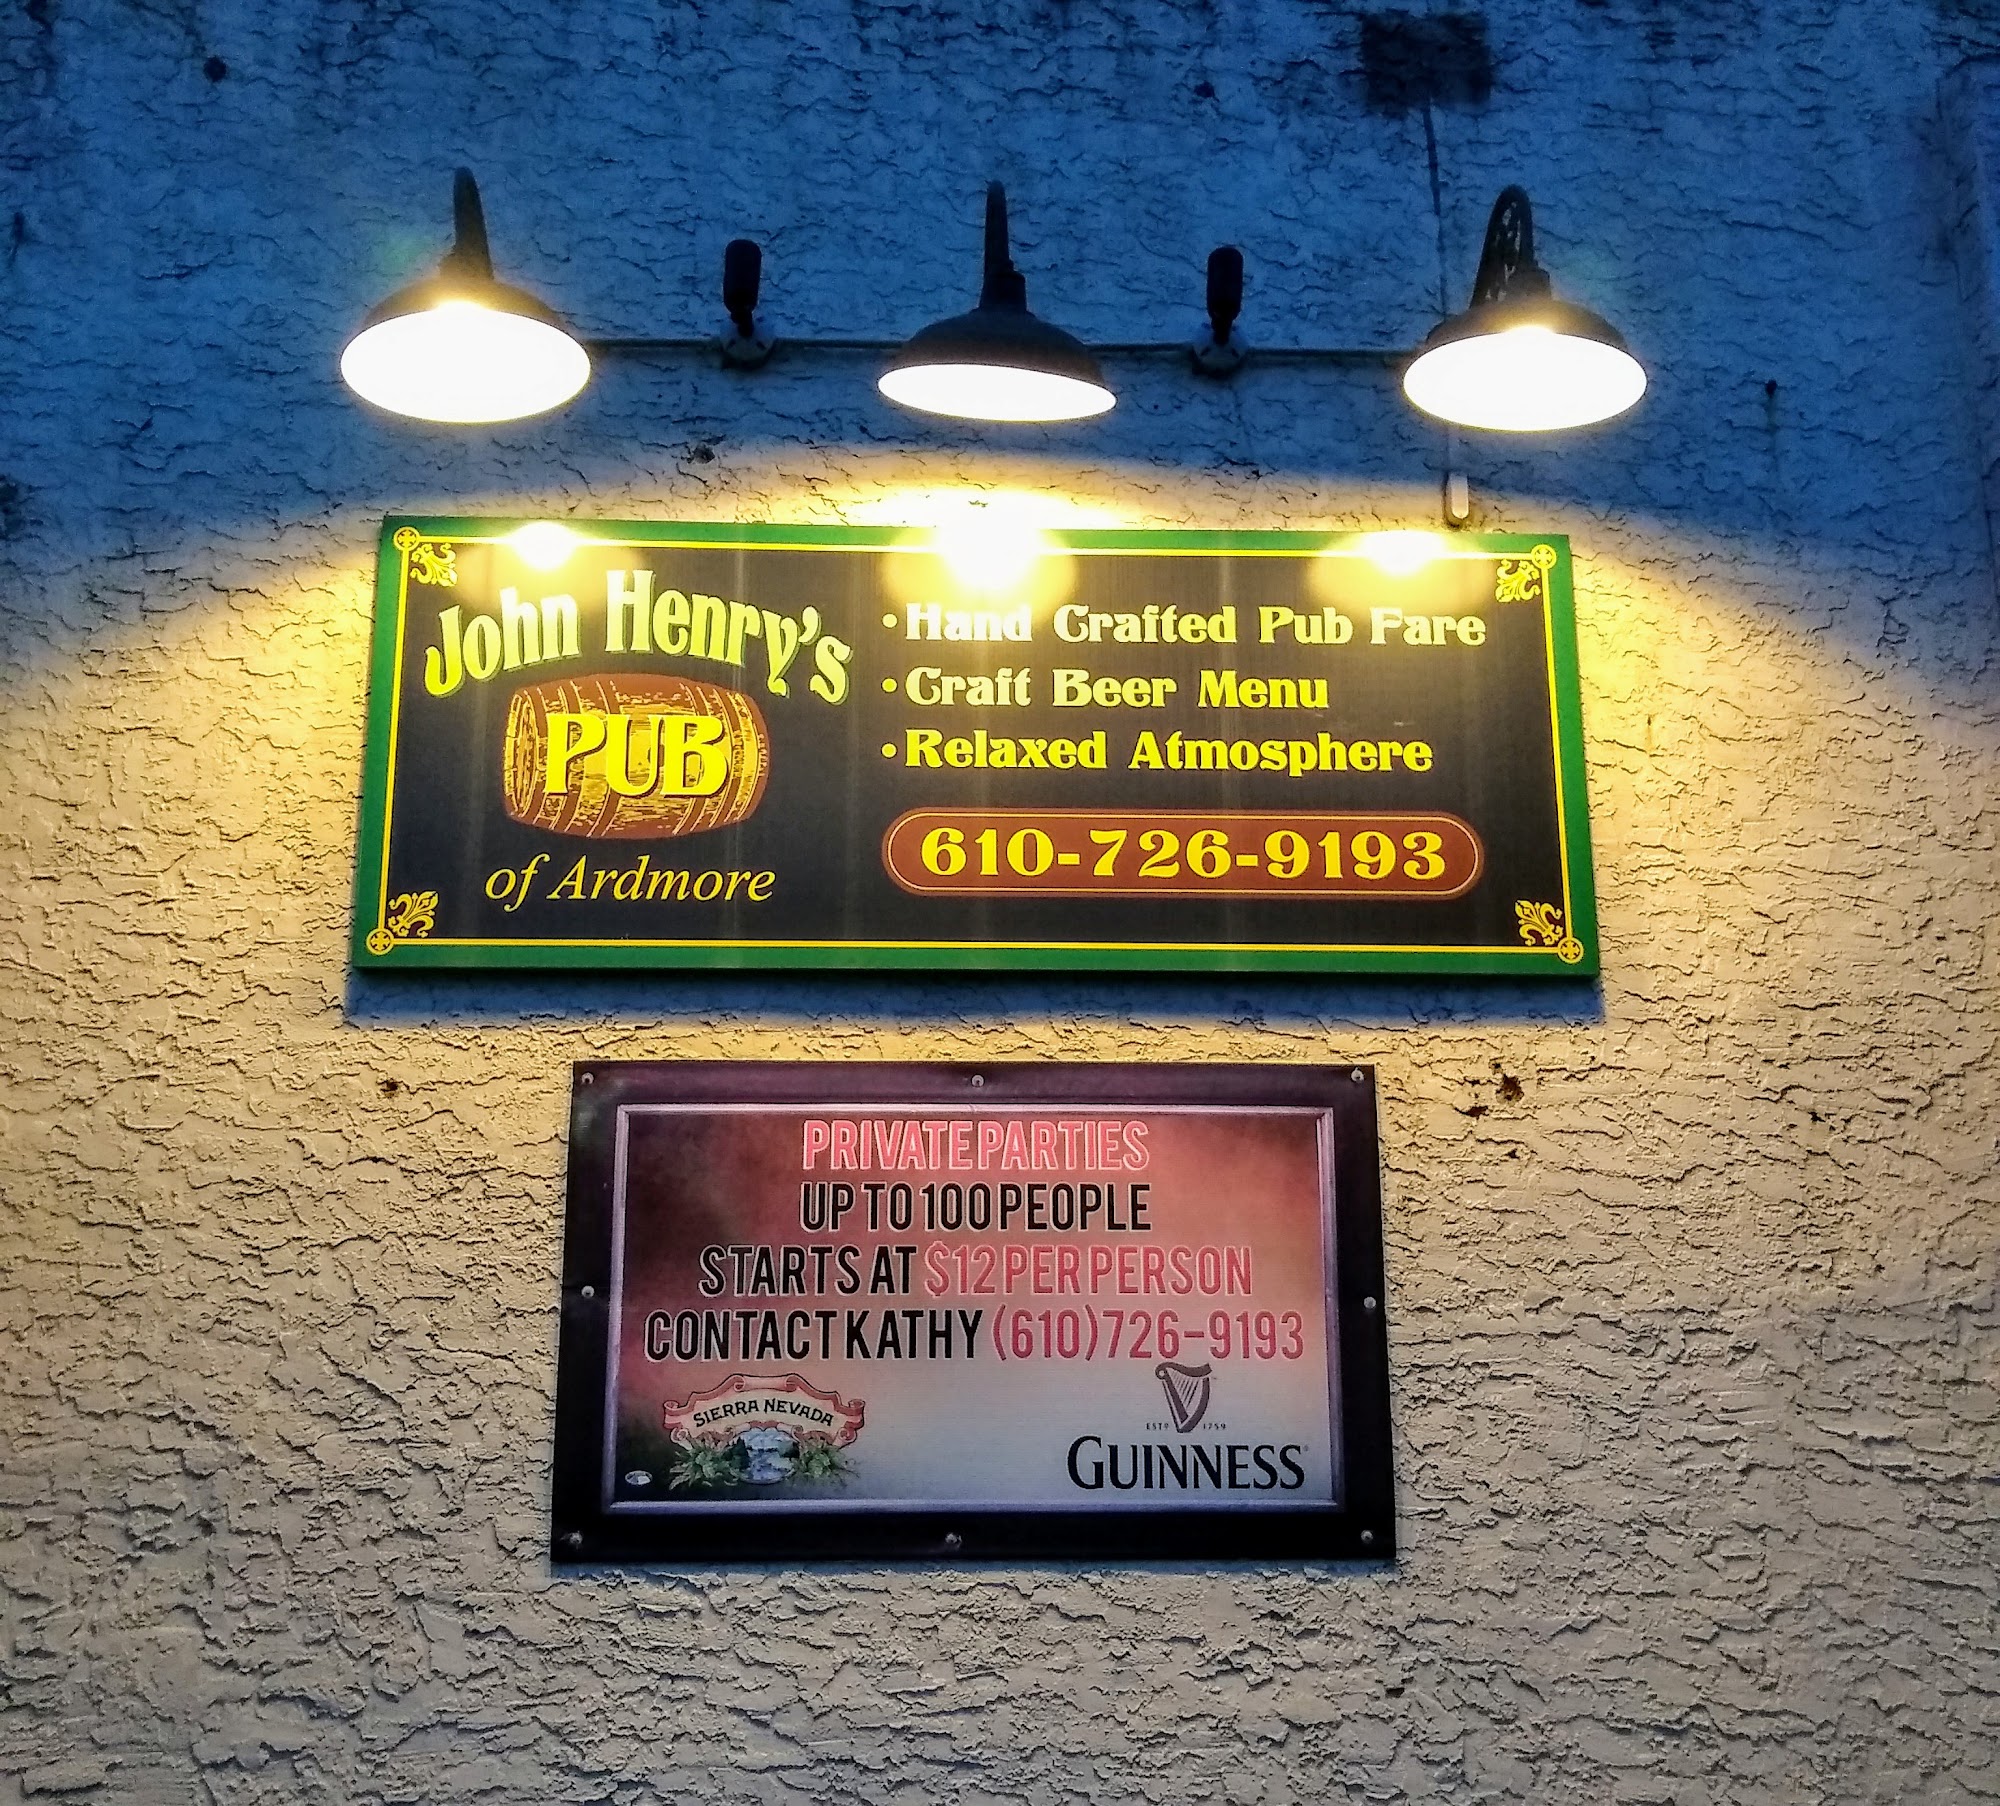 John Henry's
PUB
of Ardmore
• Hand Crafted Pub Fare
• Craft Beer Menu
• Relaxed Atmosphere
610-726-9193
PRIVATE PARTIES
UP TO 100 PEOPLE
STARTS AT $12 PER PERSON
CONTACT KATHY (610)726-9193
SIERRA NEVADA
ESTD 1759
GUINNESS